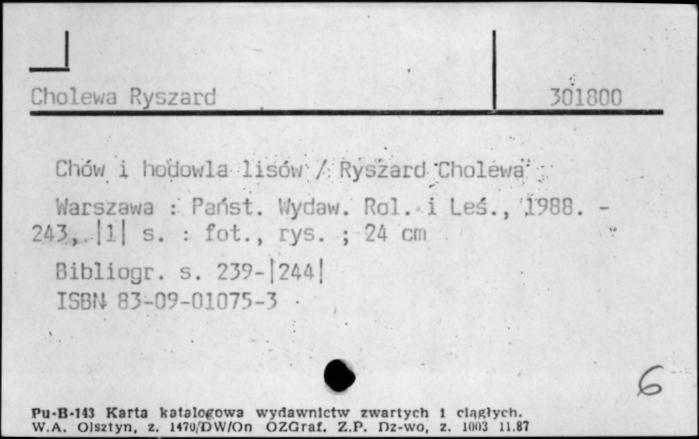 Cholewa Ryszard 301800
Chów i hodowla lisów / Ryszard Cholewa
Warszawa : Państ. Wydaw. Rol. i Leś., 1988. -
243, |1| s. : fot., rys. ; 24 cm
Bibliogr. s. 239-|244|
ISBN 83-09-01075-3
6
Pu-B-143 Karta katalogowa wydawnictw zwartych i ciągłych.
W.A. Olsztyn, z. 1470/DW/On OZGraf. Z.P. Dz-wo, z. 1003 11.87